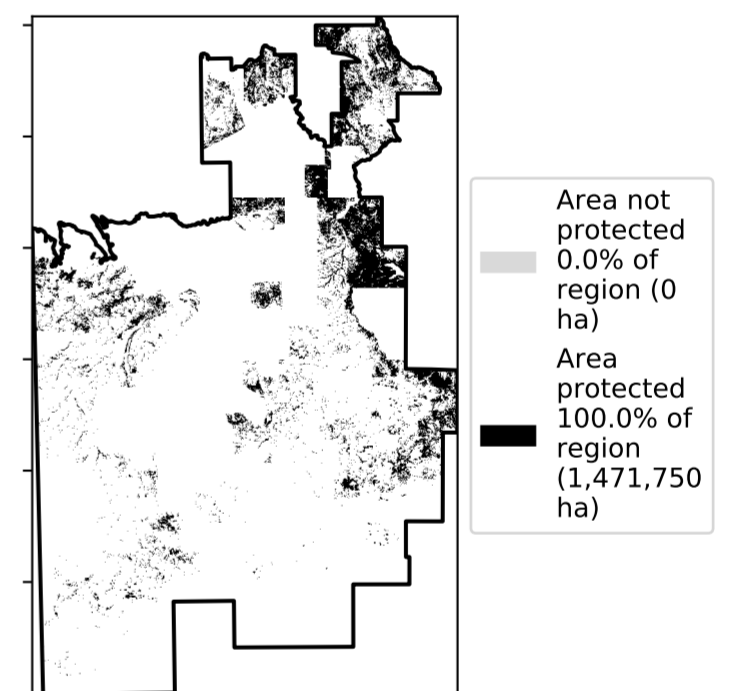 Area not
protected
0.0% of
region (0
ha)
Area
protected
100.0% of
region
(1,471,750
ha)